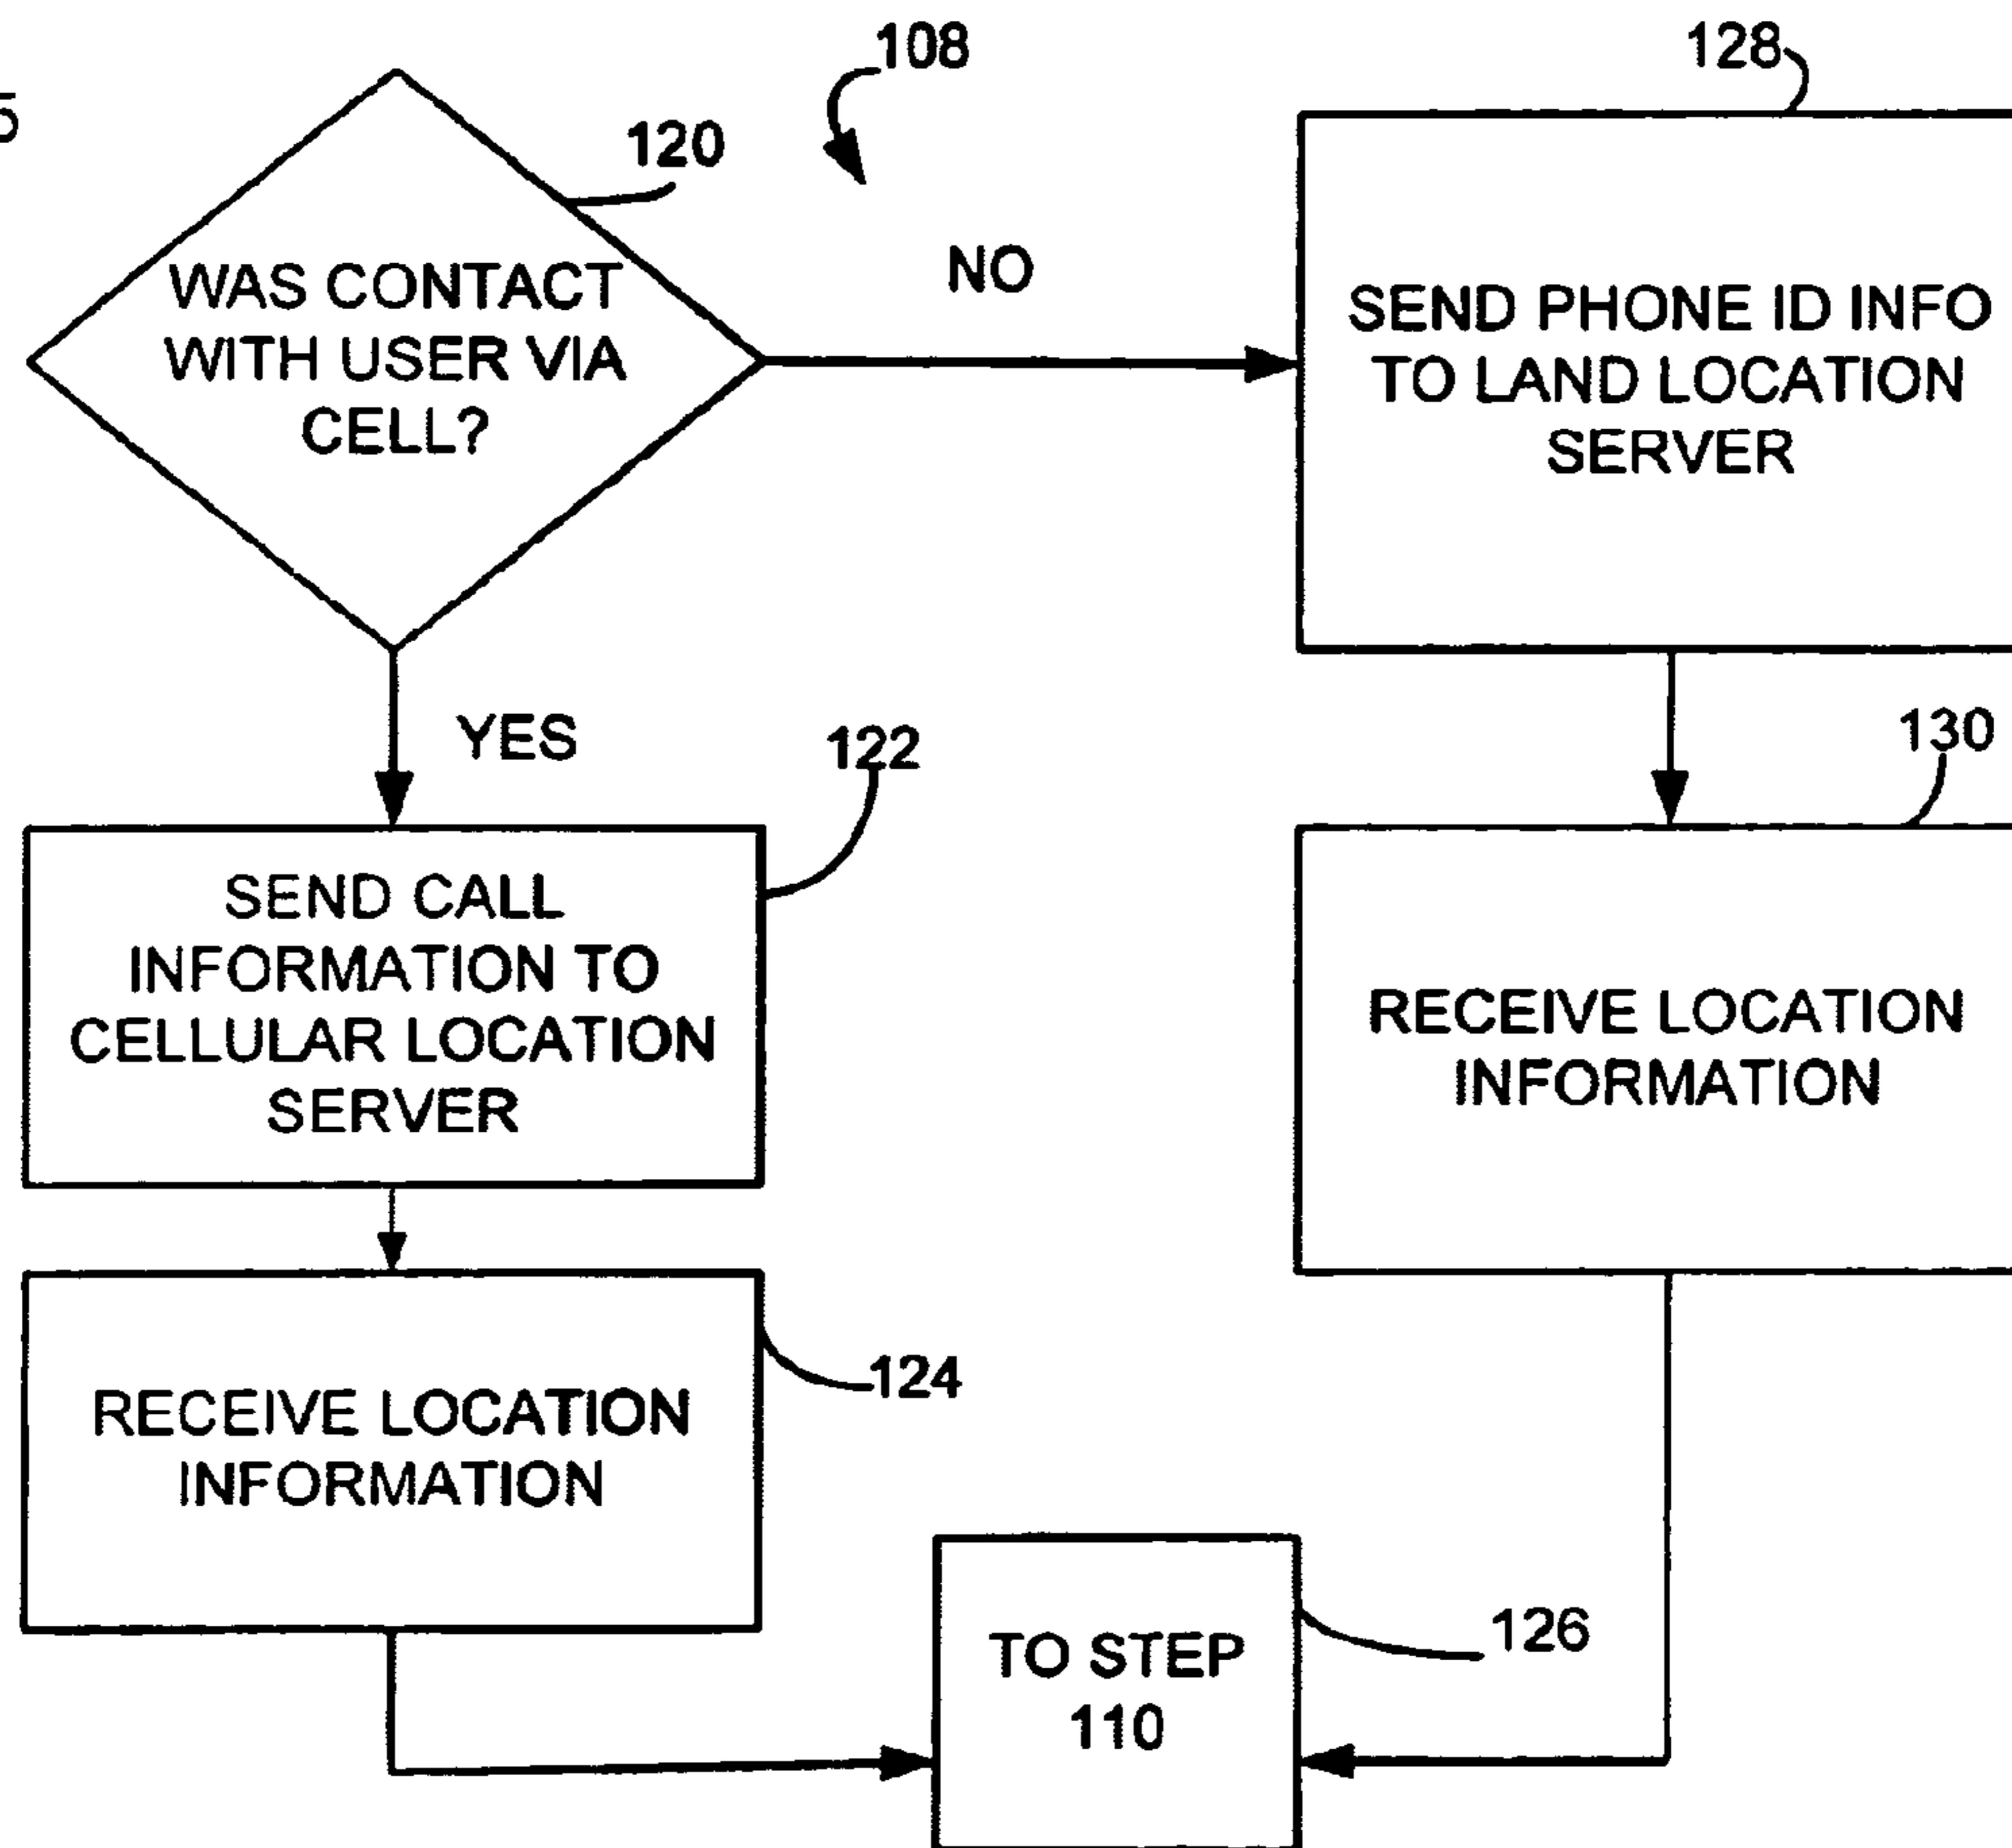 5
108
128
120
WAS CONTACT
WITH USER VIA
CELL?
NO
SEND PHONE ID INFO
TO LAND LOCATION
SERVER
YES
122
130
SEND CALL
INFORMATION TO
CELLULAR LOCATION
SERVER
RECEIVE LOCATION
INFORMATION
124
RECEIVE LOCATION
INFORMATION
126
TO STEP
110